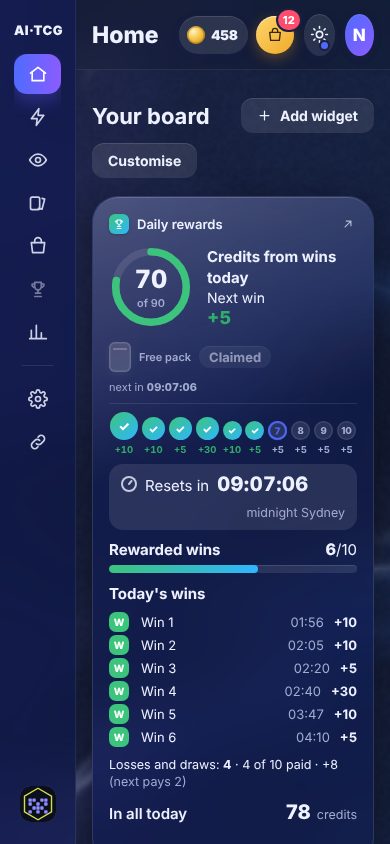 AI·TCG
Home
458
12
N
Your board
+ Add widget
Customise
Daily rewards
70
of 90
Credits from wins
today
Next win
+5
Free pack
Claimed
next in 09:07:06
7 8 9 10
+10 +10 +5 +30 +10 +5 +5 +5 +5 +5
Resets in 09:07:06
midnight Sydney
Rewarded wins 6/10
Today's wins
W Win 1 01:56 +10
W Win 2 02:05 +10
W Win 3 02:20 +5
W Win 4 02:40 +30
W Win 5 03:47 +10
W Win 6 04:10 +5
Losses and draws: 4 · 4 of 10 paid · +8
(next pays 2)
In all today 78 credits